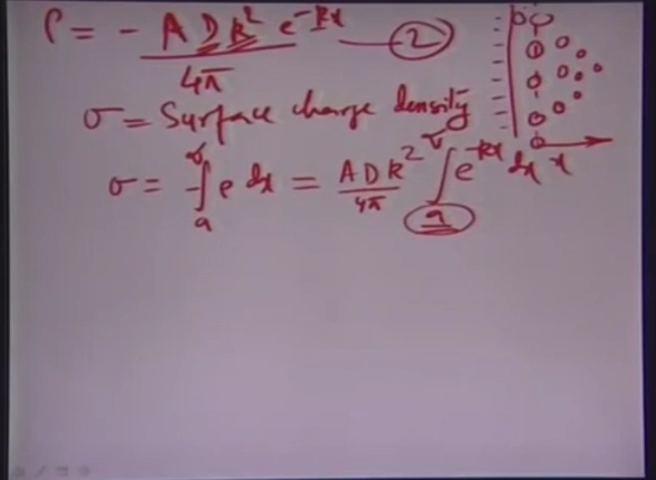 ρ = - A D k² e^-kx / 4π — (2)
σ = Surface charge density
σ = - ∫ₐ^∞ ρ dx = A D k² / 4π ∫ₐ^∞ e^-kx dx
x